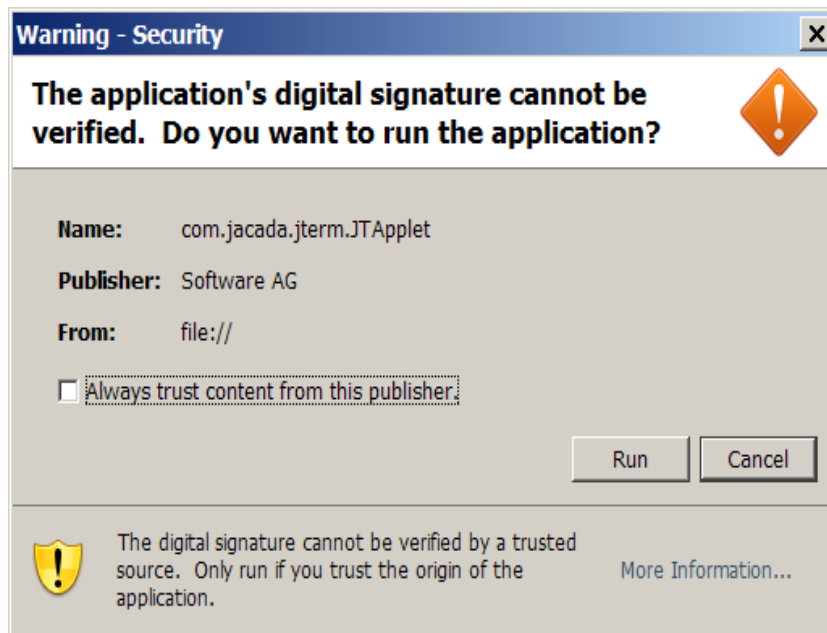 Warning - Security
The application's digital signature cannot be
verified. Do you want to run the application?
Name: com.jacada.jterm.JTApplet
Publisher: Software AG
From: file://
Always trust content from this publisher.
Run Cancel
The digital signature cannot be verified by a trusted
source. Only run if you trust the origin of the
application.
More Information...